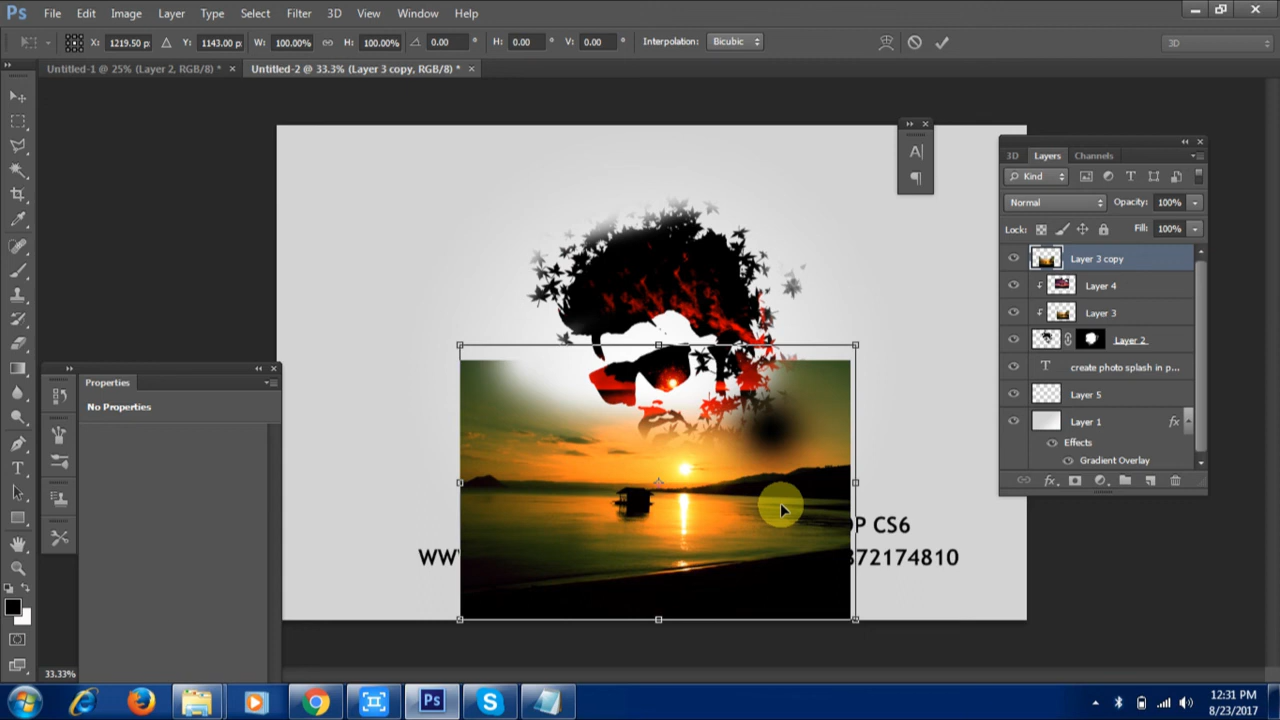 Ps File Edit Image Layer Type Select Filter 3D View Window Help
X: 1219.50 p: Y: 1143.00 p: W: 100.00% H: 100.00% 0.00 ° H: 0.00 ° V: 0.00 ° Interpolation: Bicubic 3D
Untitled-1 @ 25% (Layer 2, RGB/8) * × Untitled-2 @ 33.3% (Layer 3 copy, RGB/8) * ×
3D Layers Channels
Kind
Normal Opacity: 100%
Lock: Fill: 100%
Layer 3 copy
Layer 4
Layer 3
Layer 2
T create photo splash in p...
Layer 5
Layer 1 fx
Effects
Gradient Overlay
Properties
No Properties
OP CS6
WW 872174810
33.33%
Ps
12:31 PM
8/23/2017